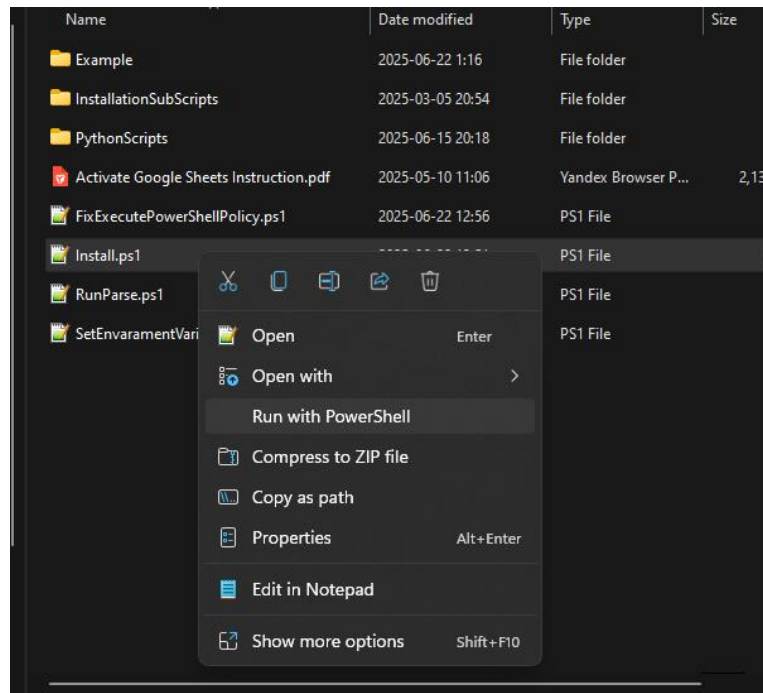 Name Date modified Type Size
Example 2025-06-22 1:16 File folder
InstallationSubScripts 2025-03-05 20:54 File folder
PythonScripts 2025-06-15 20:18 File folder
Activate Google Sheets Instruction.pdf 2025-05-10 11:06 Yandex Browser P... 2,13
FixExecutePowerShellPolicy.ps1 2025-06-22 12:56 PS1 File
Install.ps1 PS1 File
RunParse.ps1 PS1 File
SetEnvaramentVari PS1 File
Open Enter
Open with
Run with PowerShell
Compress to ZIP file
Copy as path
Properties Alt+Enter
Edit in Notepad
Show more options Shift+F10